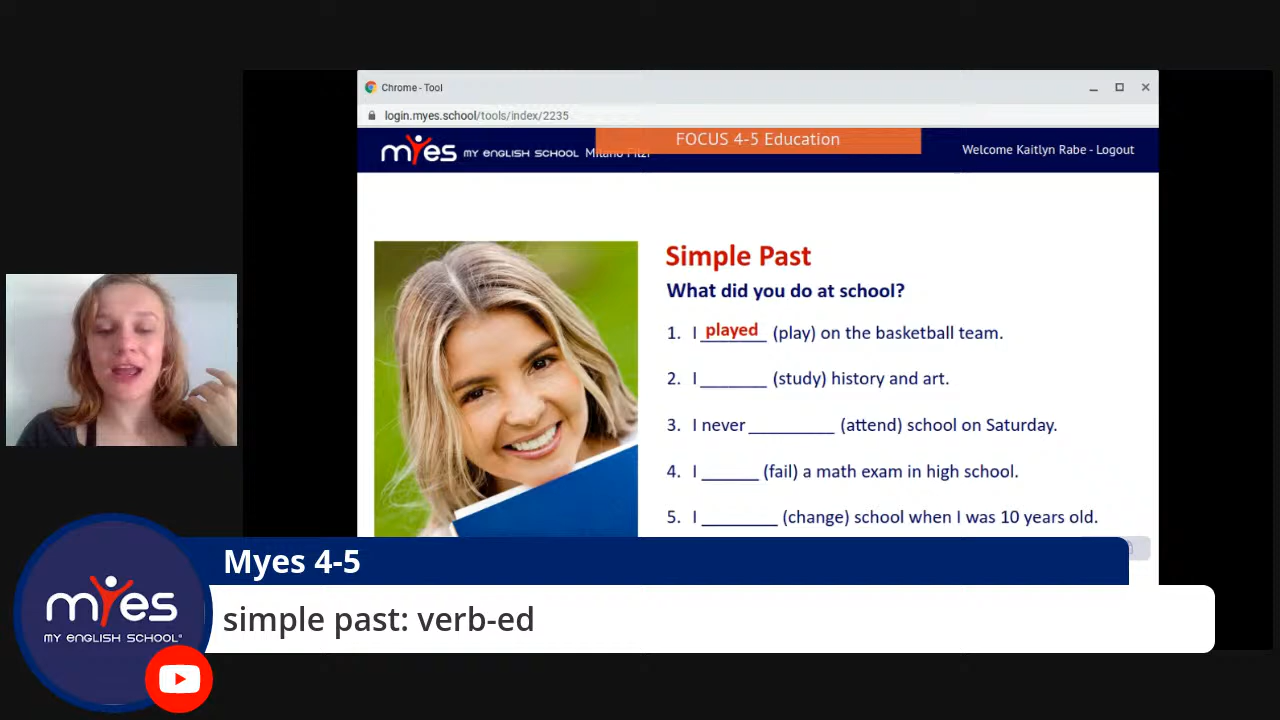 Chrome - Tool
login.myes.school/tools/index/2235
FOCUS 4-5 Education
myes MY ENGLISH SCHOOL Milano Filzi
Welcome Kaitlyn Rabe - Logout
Simple Past
What did you do at school?
1. I played (play) on the basketball team.
2. I _______ (study) history and art.
3. I never _________ (attend) school on Saturday.
4. I ______ (fail) a math exam in high school.
5. I ________ (change) school when I was 10 years old.
Myes 4-5
simple past: verb-ed
myes
MY ENGLISH SCHOOL®